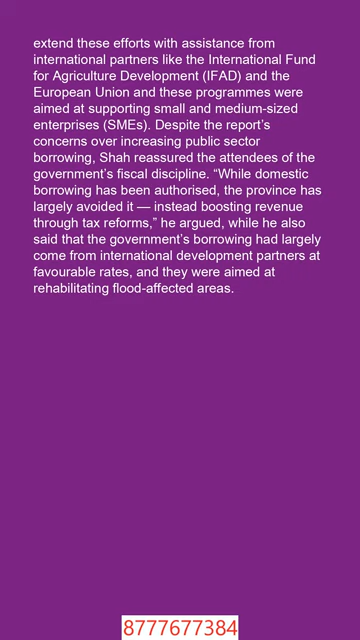 extend these efforts with assistance from
international partners like the International Fund
for Agriculture Development (IFAD) and the
European Union and these programmes were
aimed at supporting small and medium-sized
enterprises (SMEs). Despite the report’s
concerns over increasing public sector
borrowing, Shah reassured the attendees of the
government’s fiscal discipline. “While domestic
borrowing has been authorised, the province has
largely avoided it — instead boosting revenue
through tax reforms,” he argued, while he also
said that the government’s borrowing had largely
come from international development partners at
favourable rates, and they were aimed at
rehabilitating flood-affected areas.
8777677384